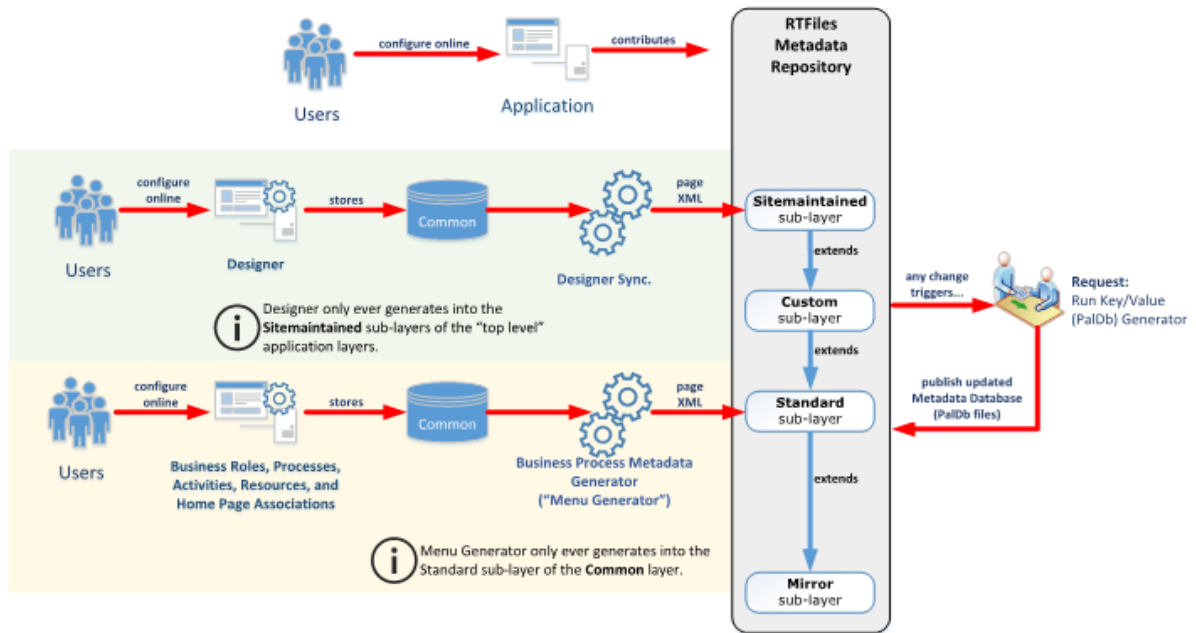 RTFiles
Metadata
Repository
configure online
contributes
Users
Application
configure
online
stores
Common
page
XML
Users
Designer
Designer Sync.
Designer only ever generates into the
Sitemaintained sub-layers of the "top level"
application layers.
Sitemaintained
sub-layer
extends
Custom
sub-layer
extends
Standard
sub-layer
extends
Mirror
sub-layer
any change
triggers...
Request:
Run Key/Value
(PalDb) Generator
publish updated
Metadata Database
(PalDb files)
configure
online
stores
Common
page
XML
Users
Business Roles, Processes,
Activities, Resources, and
Home Page Associations
Business Process Metadata
Generator
("Menu Generator")
Menu Generator only ever generates into the
Standard sub-layer of the Common layer.